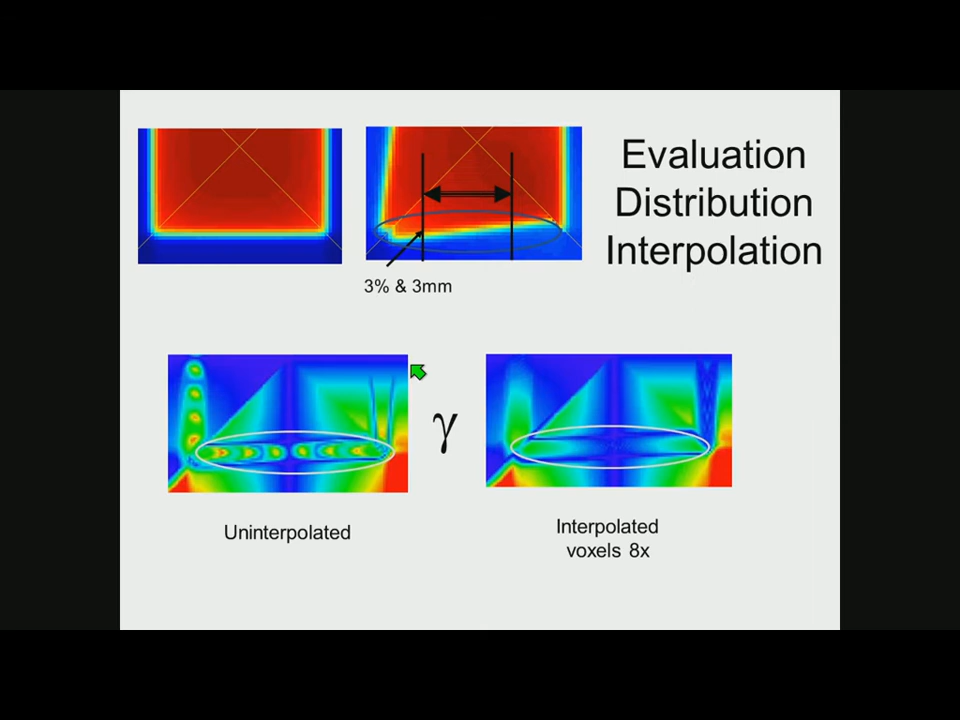 Evaluation
Distribution
Interpolation
3% & 3mm
γ
Uninterpolated
Interpolated
voxels 8x